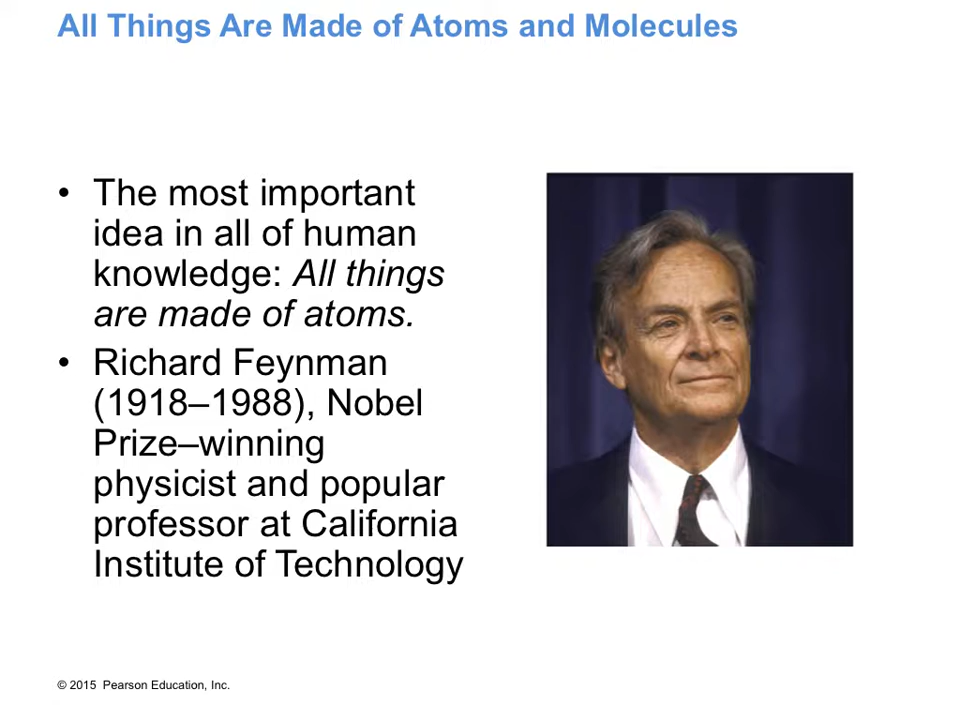 All Things Are Made of Atoms and Molecules
• The most important
idea in all of human
knowledge: All things
are made of atoms.
• Richard Feynman
(1918–1988), Nobel
Prize–winning
physicist and popular
professor at California
Institute of Technology
© 2015 Pearson Education, Inc.